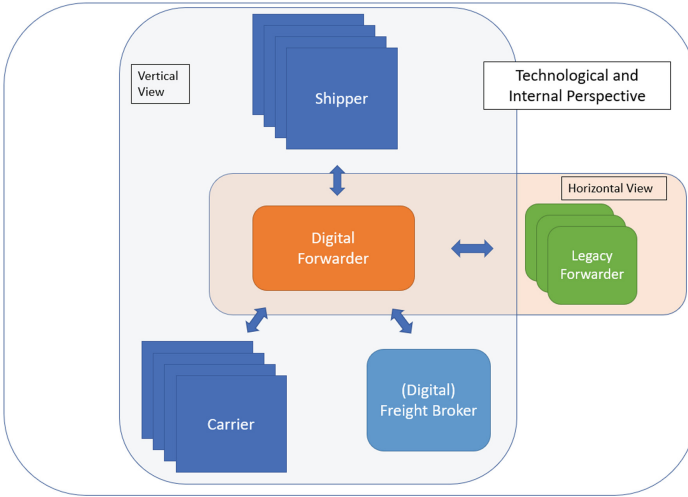 Vertical
View
Shipper
Technological and
Internal Perspective
Horizontal View
Digital
Forwarder
Legacy
Forwarder
Carrier
(Digital)
Freight Broker